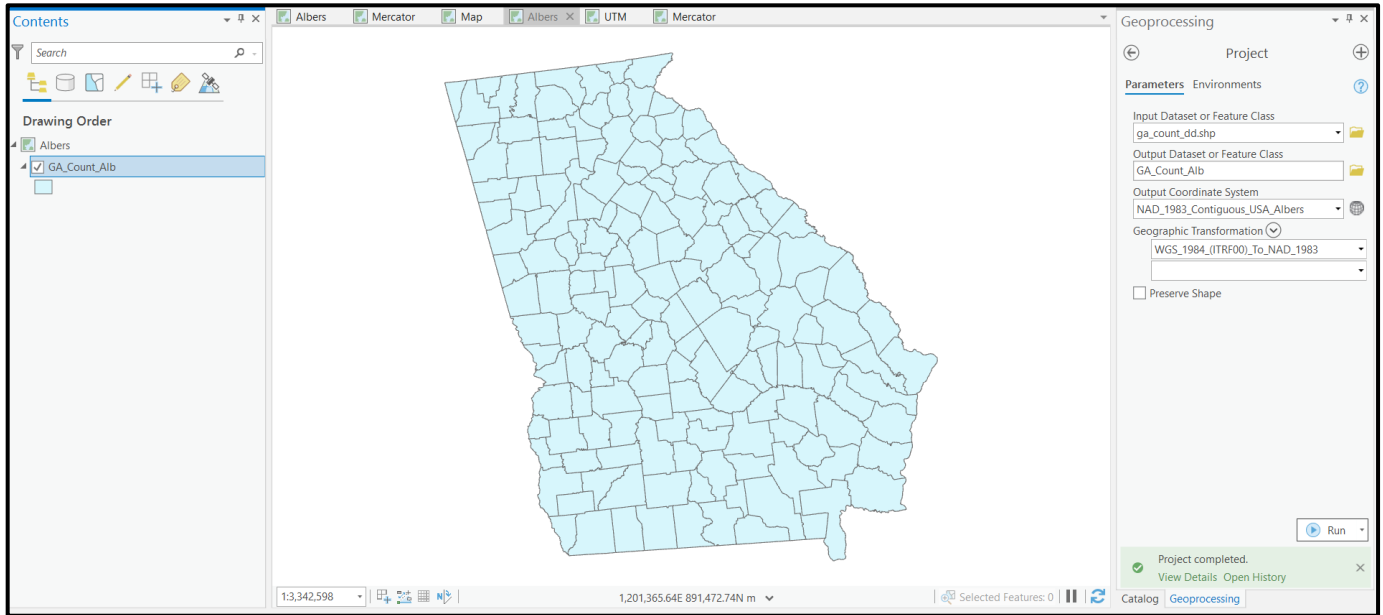 Contents
Search
Drawing Order
Albers
GA_Count_Alb
Albers
Mercator
Map
Albers
UTM
Mercator
1:3,342,598
1,201,365.64E 891,472.74N m
Selected Features: 0
Geoprocessing
Project
Parameters Environments
Input Dataset or Feature Class
ga_count_dd.shp
Output Dataset or Feature Class
GA_Count_Alb
Output Coordinate System
NAD_1983_Contiguous_USA_Albers
Geographic Transformation
WGS_1984_(ITRF00)_To_NAD_1983
Preserve Shape
Run
Project completed.
View Details Open History
Catalog Geoprocessing